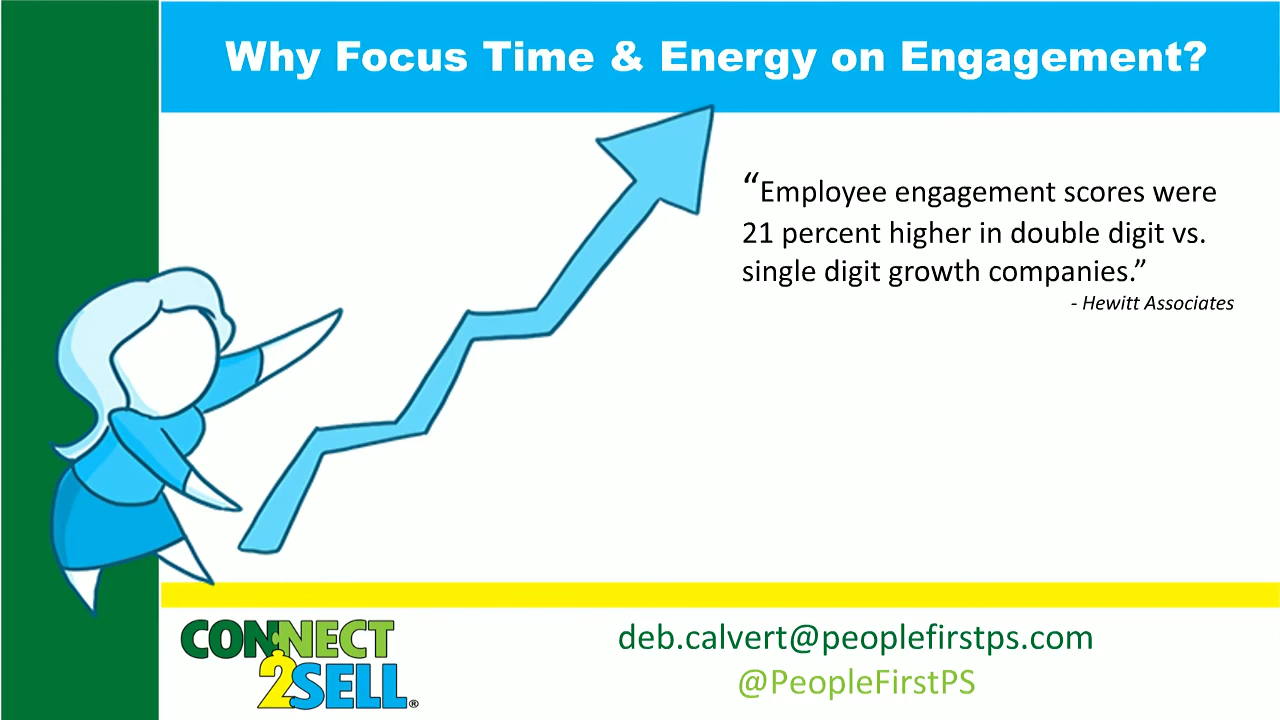 Why Focus Time & Energy on Engagement?
“Employee engagement scores were
21 percent higher in double digit vs.
single digit growth companies.”
- Hewitt Associates
CONNECT
2SELL®
deb.calvert@peoplefirstps.com
@PeopleFirstPS